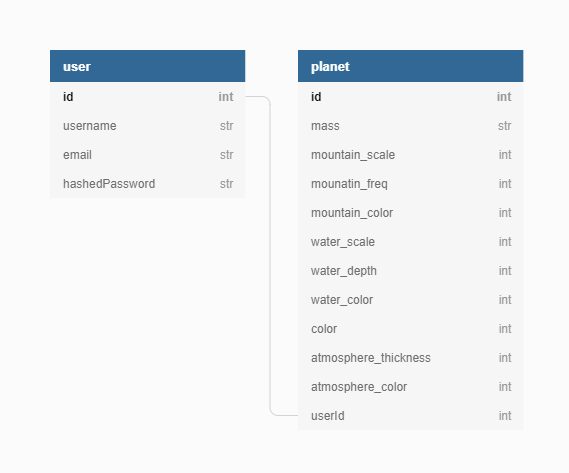 user
id int
username str
email str
hashedPassword str
planet
id int
mass str
mountain_scale int
mounatin_freq int
mountain_color int
water_scale int
water_depth int
water_color int
color int
atmosphere_thickness int
atmosphere_color int
userId int